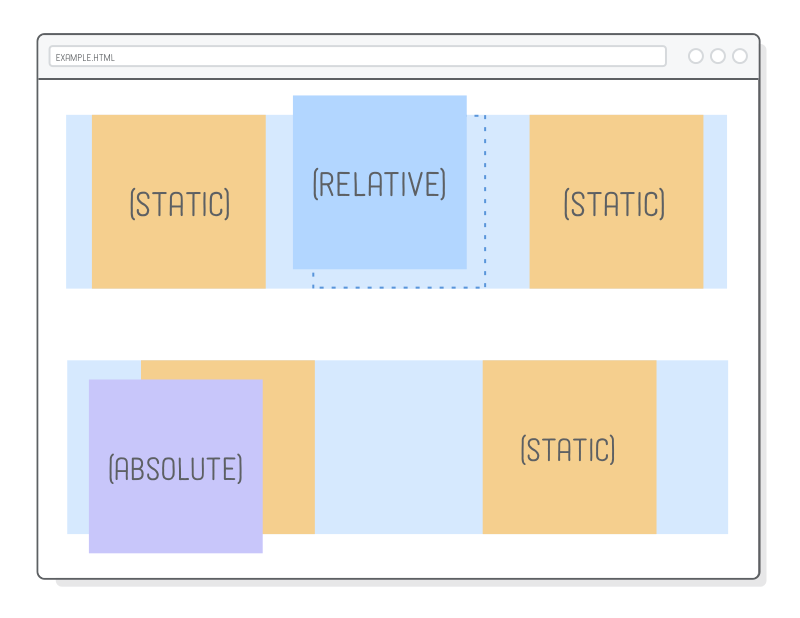 EXAMPLE.HTML
(RELATIVE)
(STATIC)
(STATIC)
(STATIC)
(ABSOLUTE)